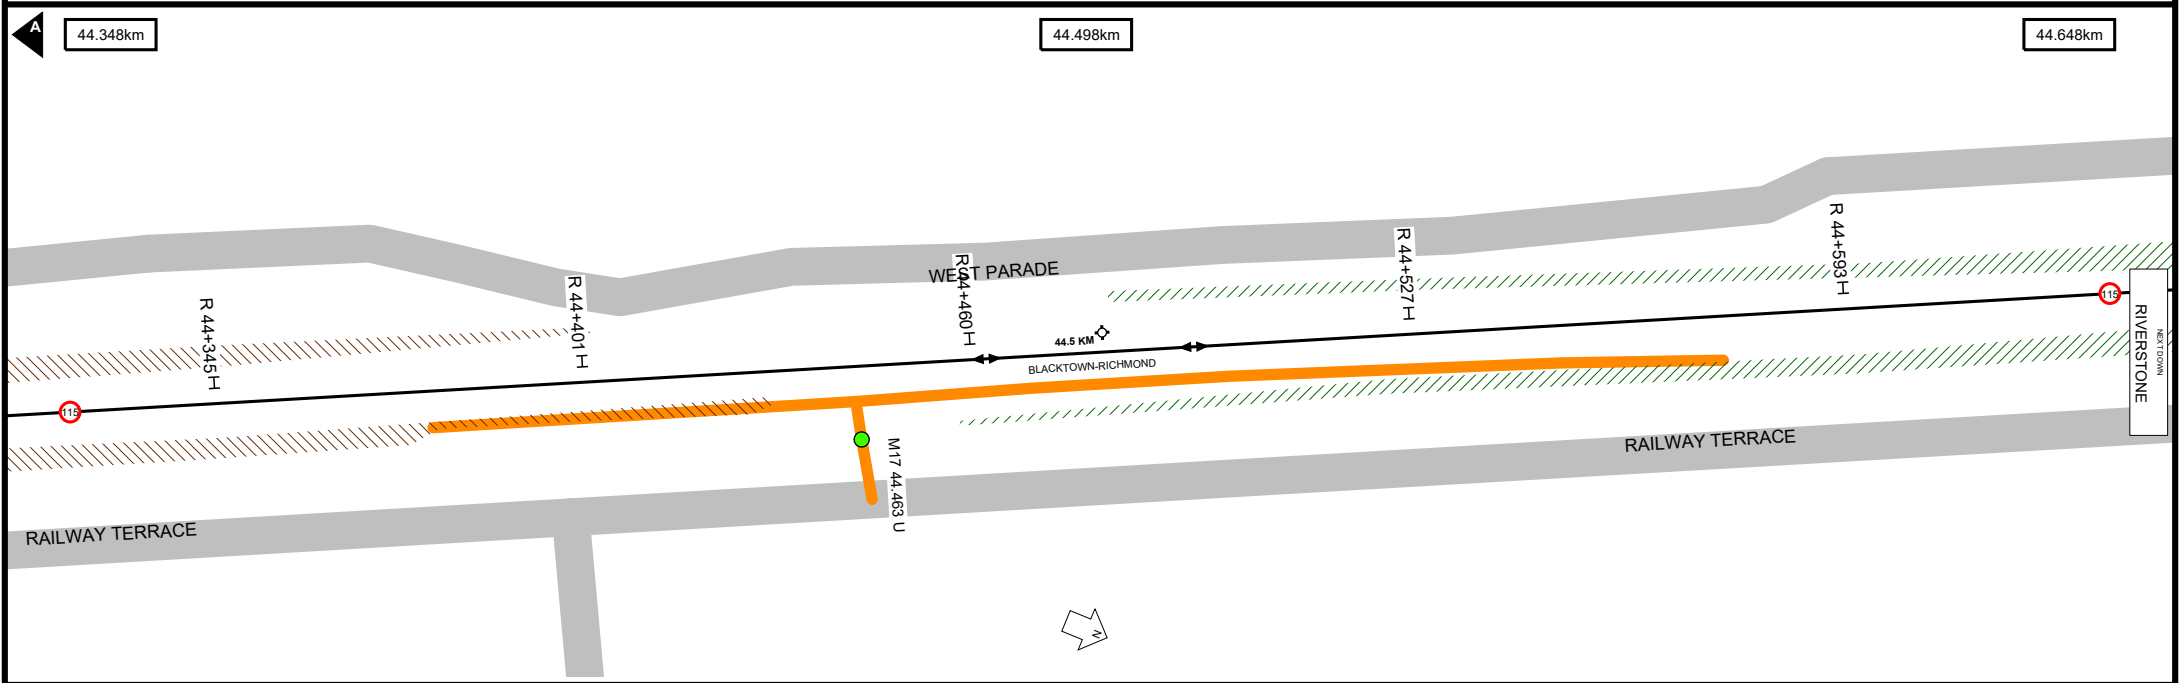 A
44.348km
44.498km
44.648km
R 44+345 H
R 44+401 H
R 44+460 H
R 44+527 H
R 44+593 H
WEST PARADE
44.5 KM
BLACKTOWN-RICHMOND
115
115
RIVERSTONE
NEXT DOWN
M17 44.463 U
RAILWAY TERRACE
RAILWAY TERRACE
N